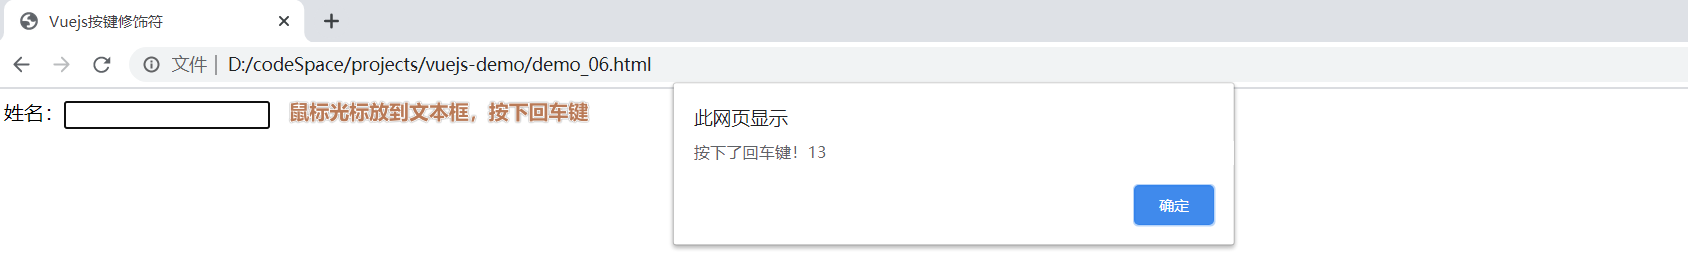 Vuejs按键修饰符
文件 | D:/codeSpace/projects/vuejs-demo/demo_06.html
姓名： 鼠标光标放到文本框，按下回车键
此网页显示
按下了回车键！13
确定